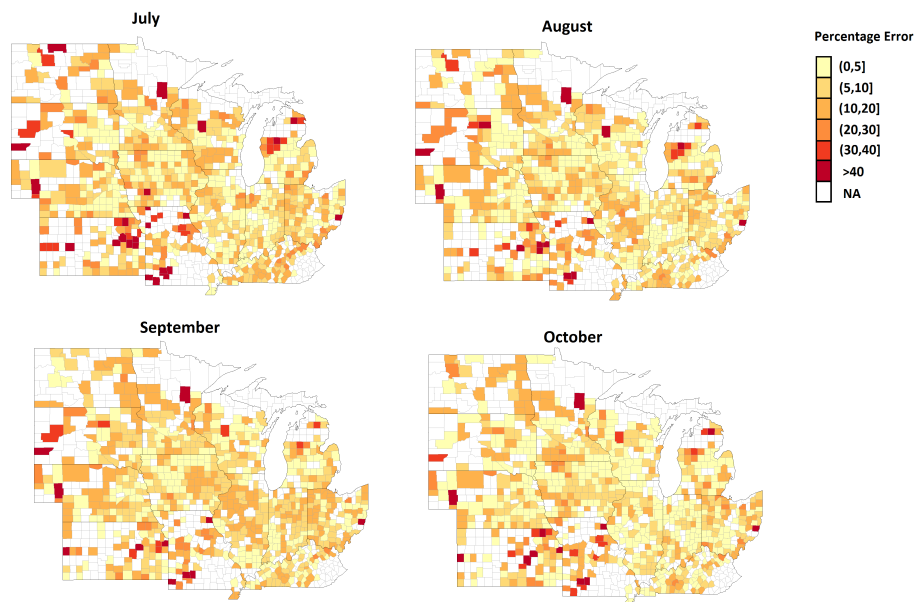 July
August
Percentage Error
(0,5]
(5,10]
(10,20]
(20,30]
(30,40]
>40
NA
September
October